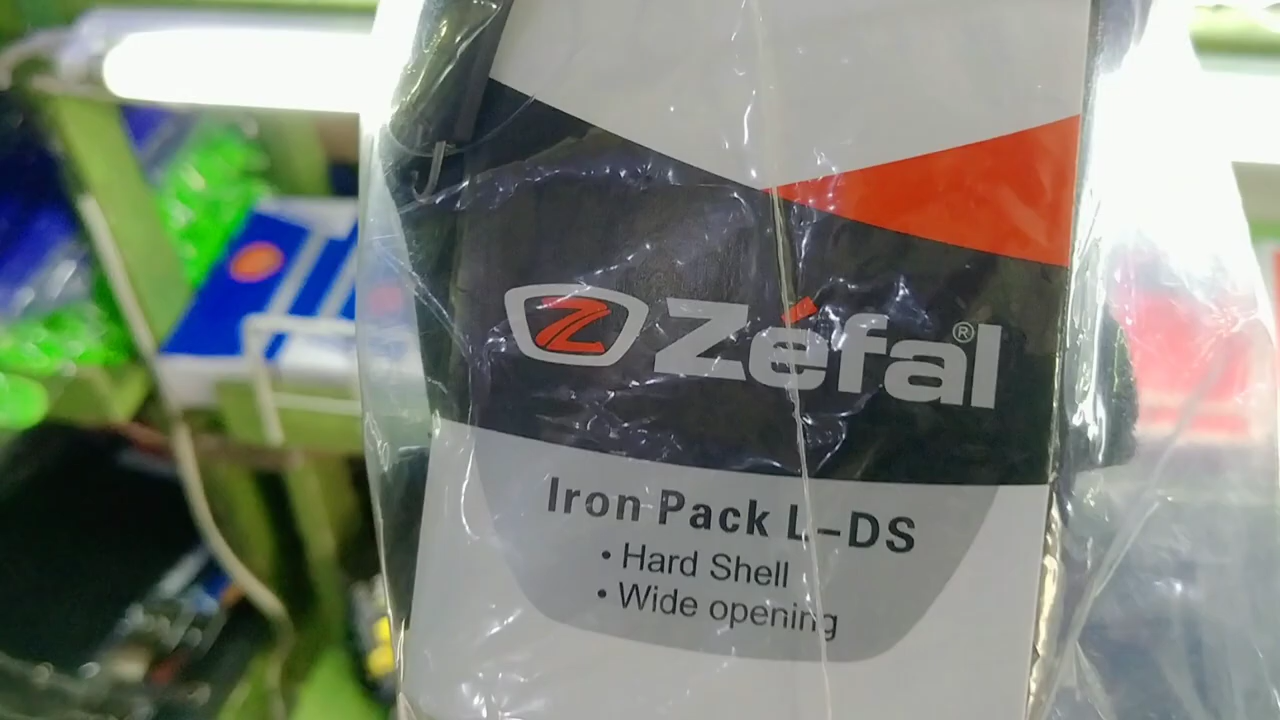 Z Zéfal®
Iron Pack L-DS
• Hard Shell
• Wide opening